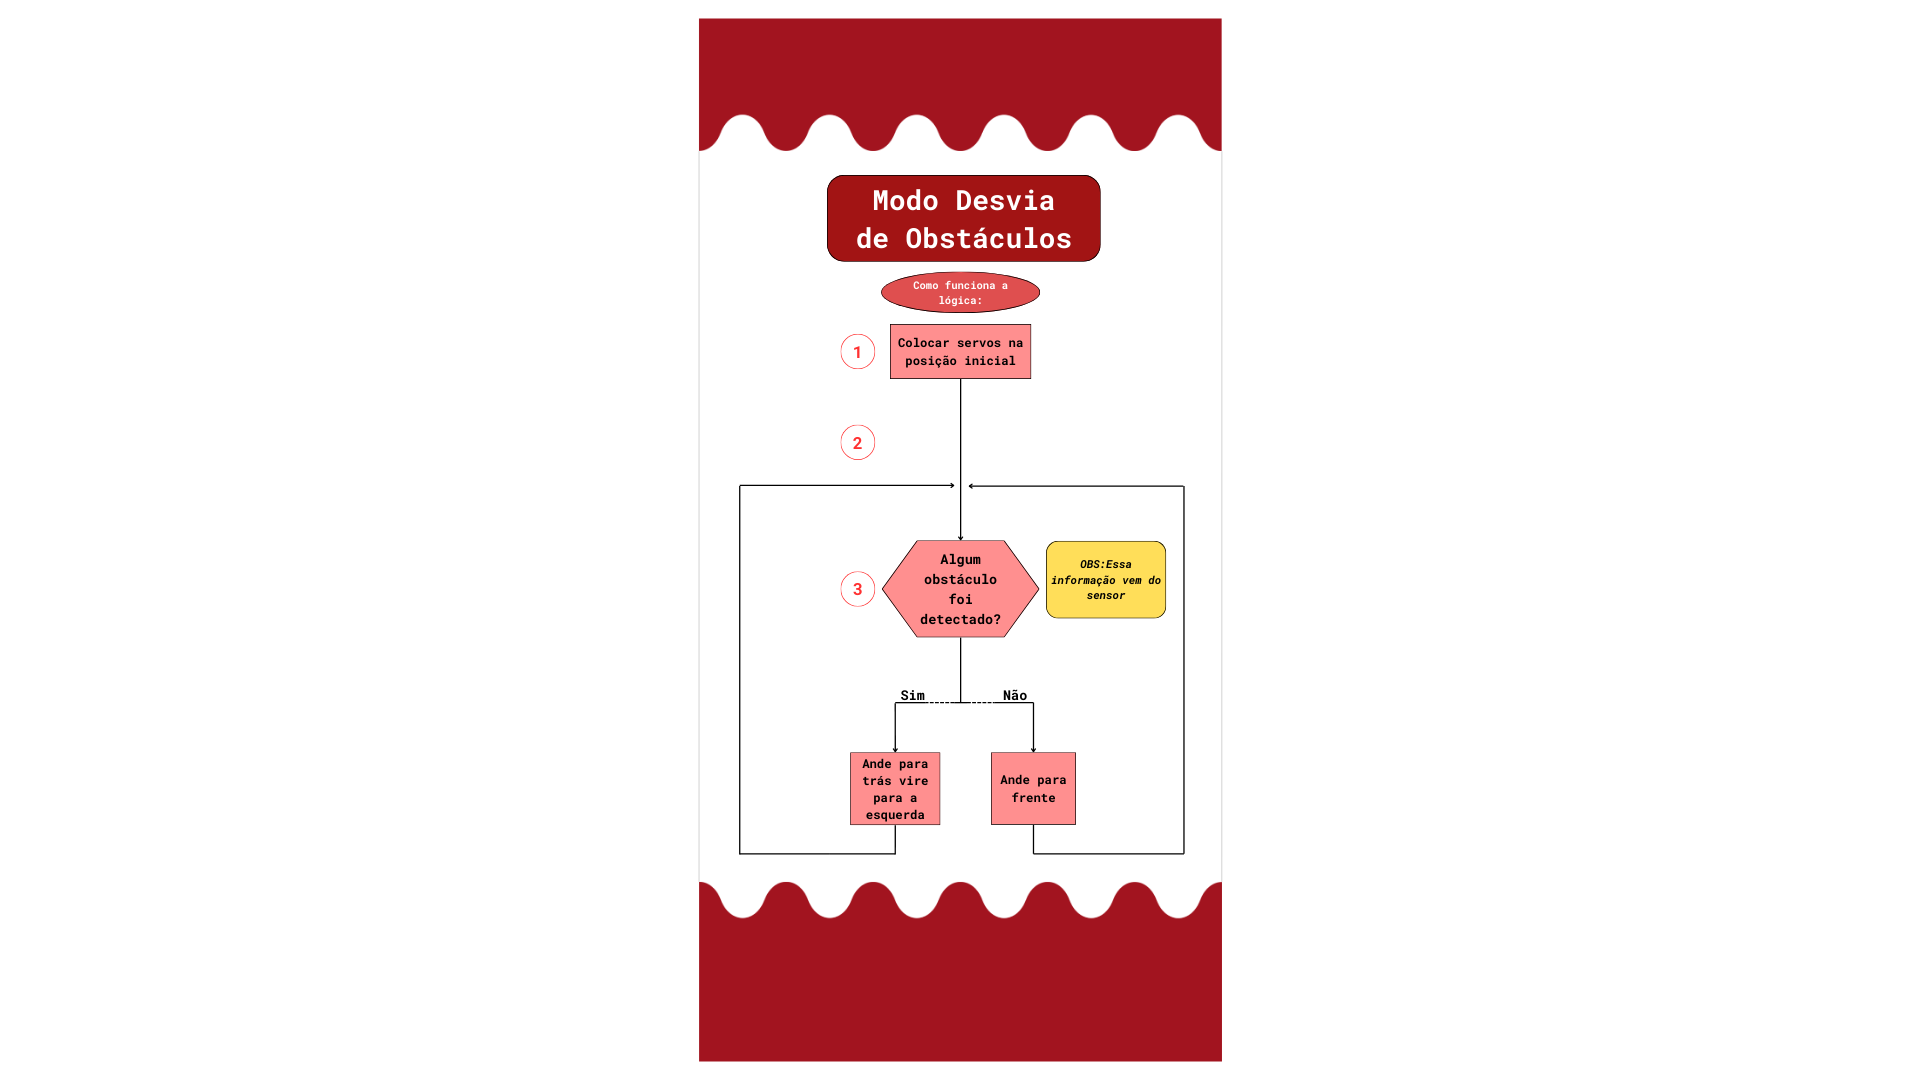 Modo Desvia
de Obstáculos
Como funciona a
lógica:
1
Colocar servos na
posição inicial
2
3
Algum
obstáculo
foi
detectado?
OBS:Essa
informação vem do
sensor
Sim
Não
Ande para
trás vire
para a
esquerda
Ande para
frente